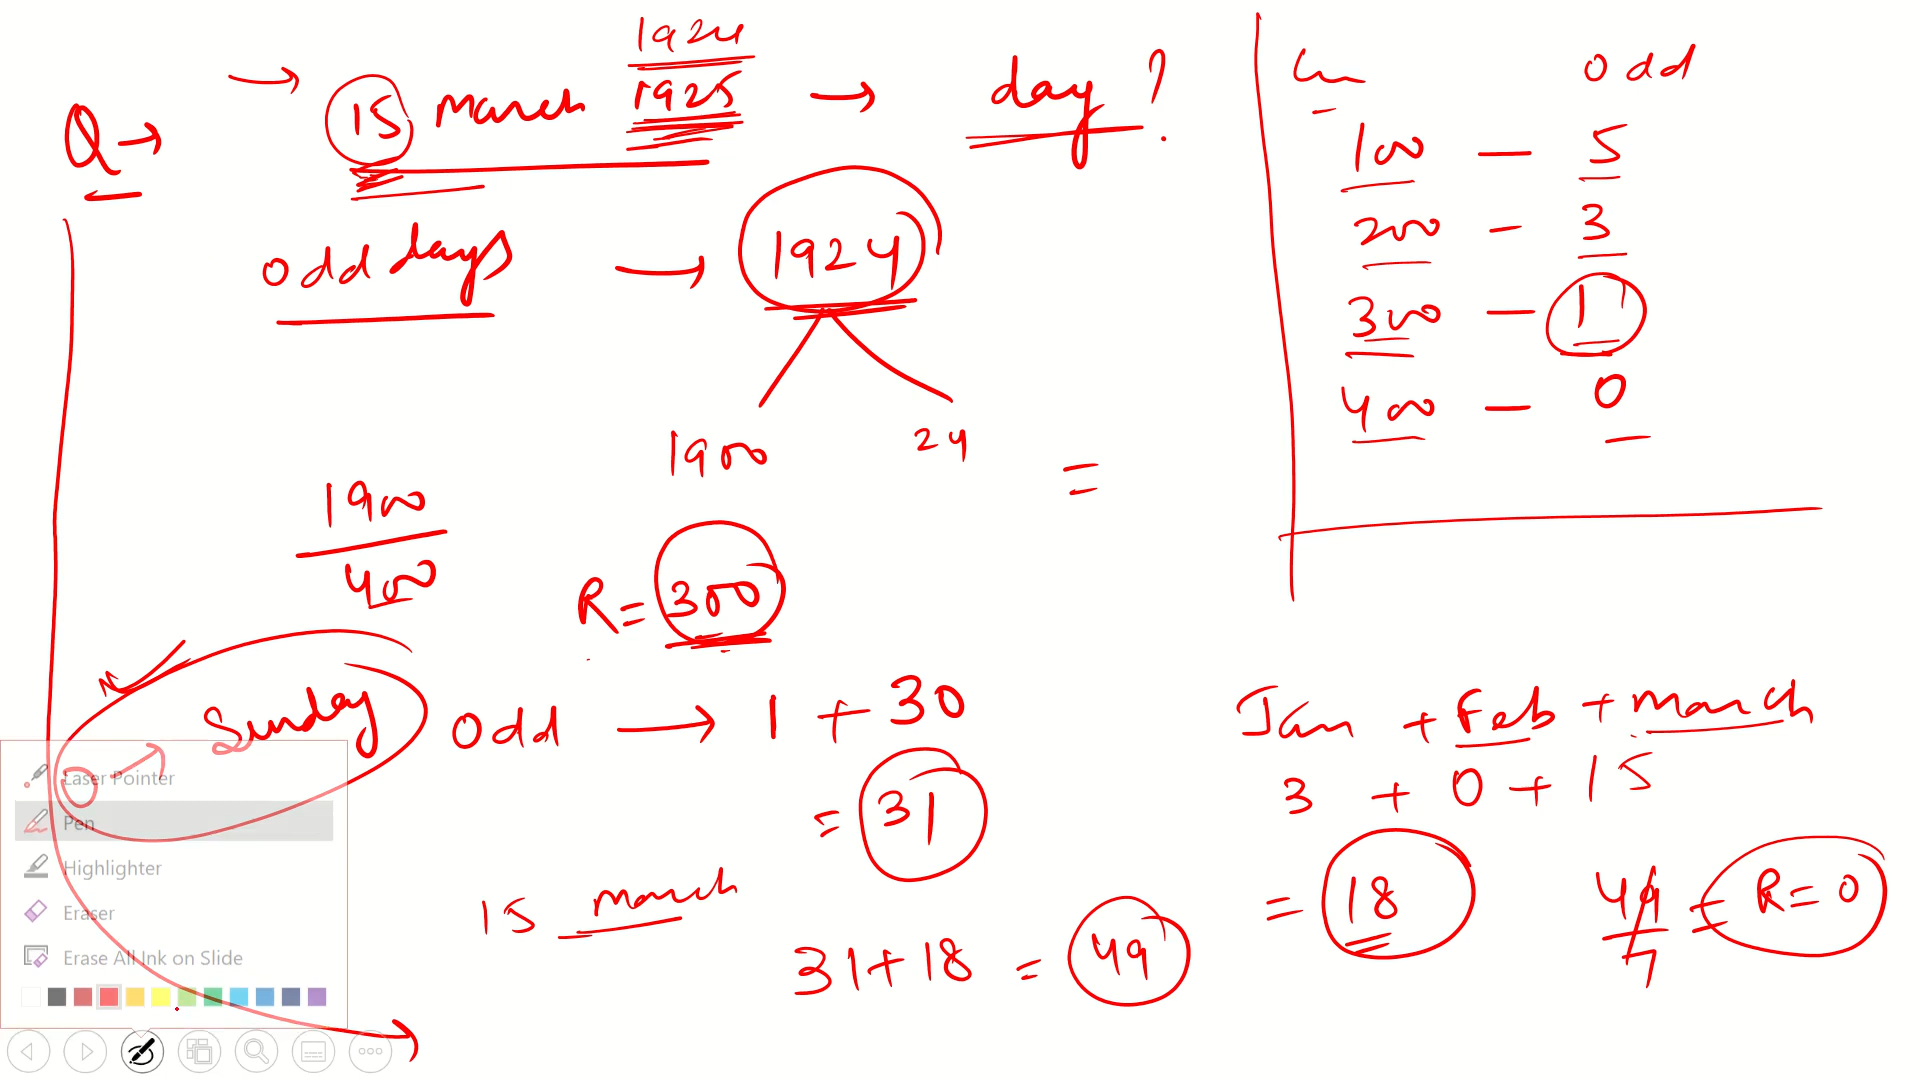 1924
Q → → 15 March 1925 → day ?
odd days → 1924
1900 24 =
1900
400
R = 300
Sunday odd → 1 + 30
= 31
0 →
15 march
31 + 18 = 49
odd
100 - 5
200 - 3
300 - 1
400 - 0
Jan + Feb + march
3 + 0 + 15
= 18
49/7 = R = 0
Laser Pointer
Pen
Highlighter
Eraser
Erase All Ink on Slide